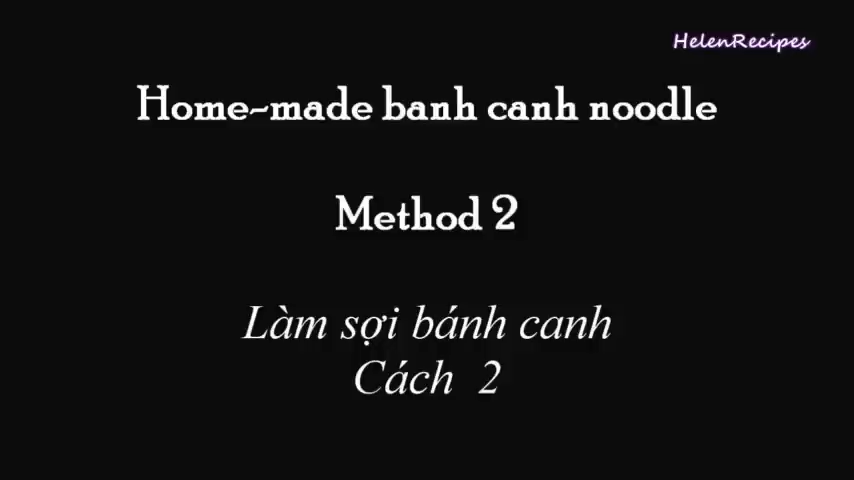 HelenRecipes
Home-made banh canh noodle
Method 2
Làm sợi bánh canh
Cách 2